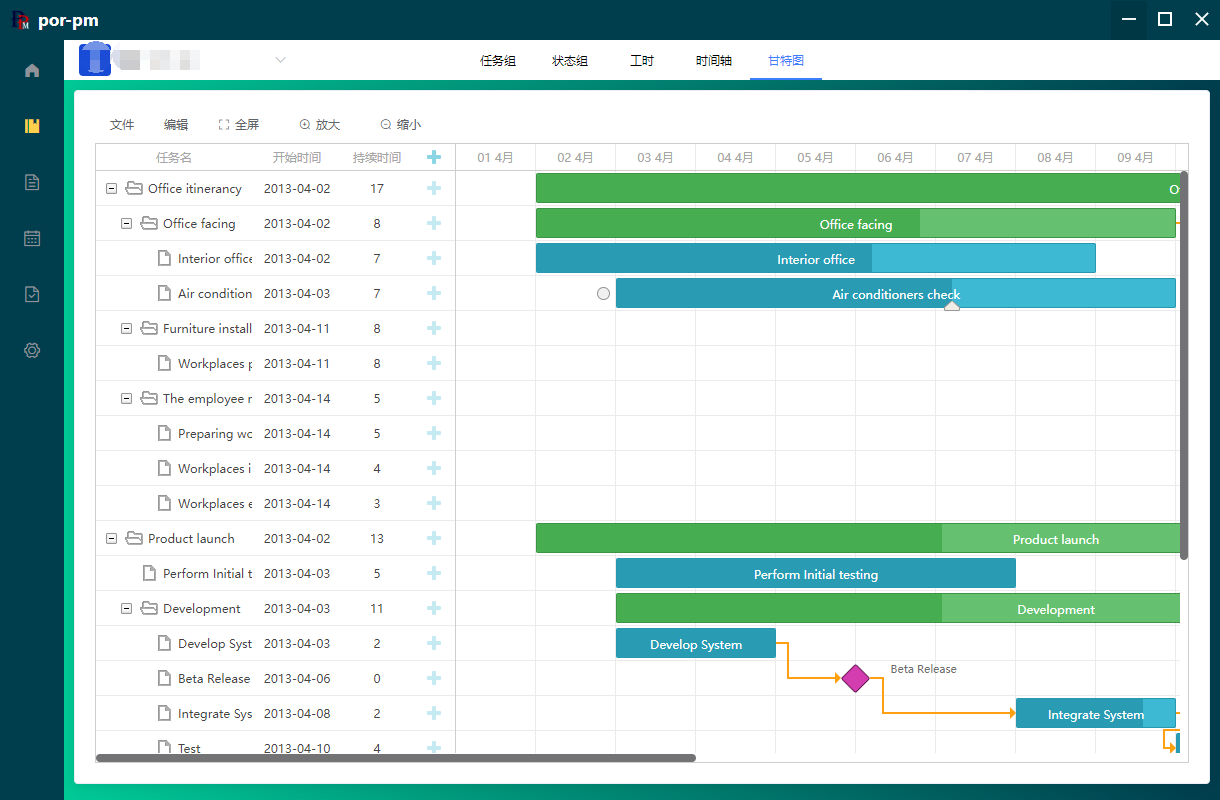 por-pm
任务组 状态组 工时 时间轴 甘特图
文件 编辑 全屏 放大 缩小
任务名 开始时间 持续时间 01 4月 02 4月 03 4月 04 4月 05 4月 06 4月 07 4月 08 4月 09 4月
Office itinerancy 2013-04-02 17 O
Office facing 2013-04-02 8 Office facing
Interior office 2013-04-02 7 Interior office
Air condition 2013-04-03 7 Air conditioners check
Furniture install 2013-04-11 8
Workplaces p 2013-04-11 8
The employee r 2013-04-14 5
Preparing wo 2013-04-14 5
Workplaces i 2013-04-14 4
Workplaces e 2013-04-14 3
Product launch 2013-04-02 13 Product launch
Perform Initial t 2013-04-03 5 Perform Initial testing
Development 2013-04-03 11 Development
Develop Syst 2013-04-03 2 Develop System
Beta Release 2013-04-06 0 Beta Release
Integrate Sys 2013-04-08 2 Integrate System
Test 2013-04-10 4